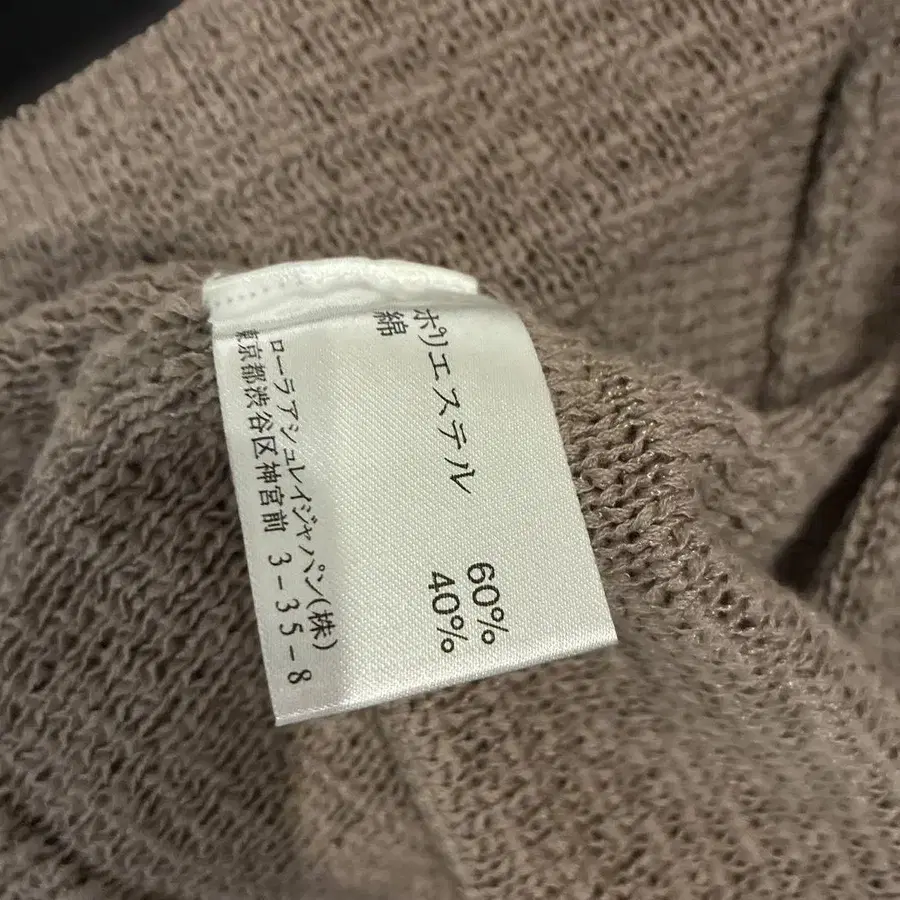 ポリエステル 60%
綿 40%
ローラアシュレイジャパン(株)
東京都渋谷区神宮前 3-35-8